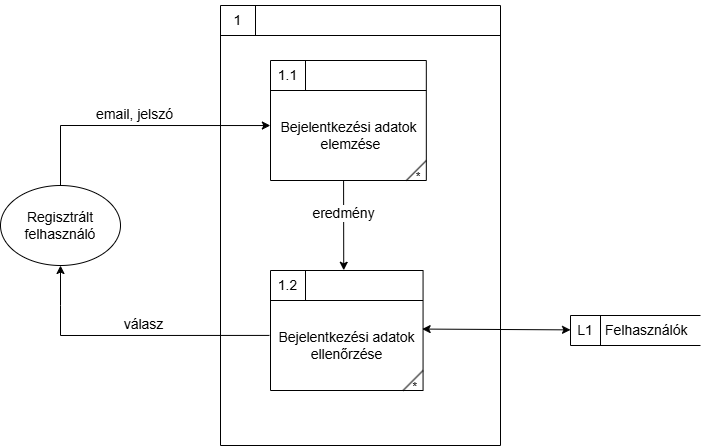 1
1.1
email, jelszó
Bejelentkezési adatok
elemzése
*
Regisztrált
felhasználó
eredmény
1.2
válasz
Bejelentkezési adatok
ellenőrzése
*
L1 Felhasználók